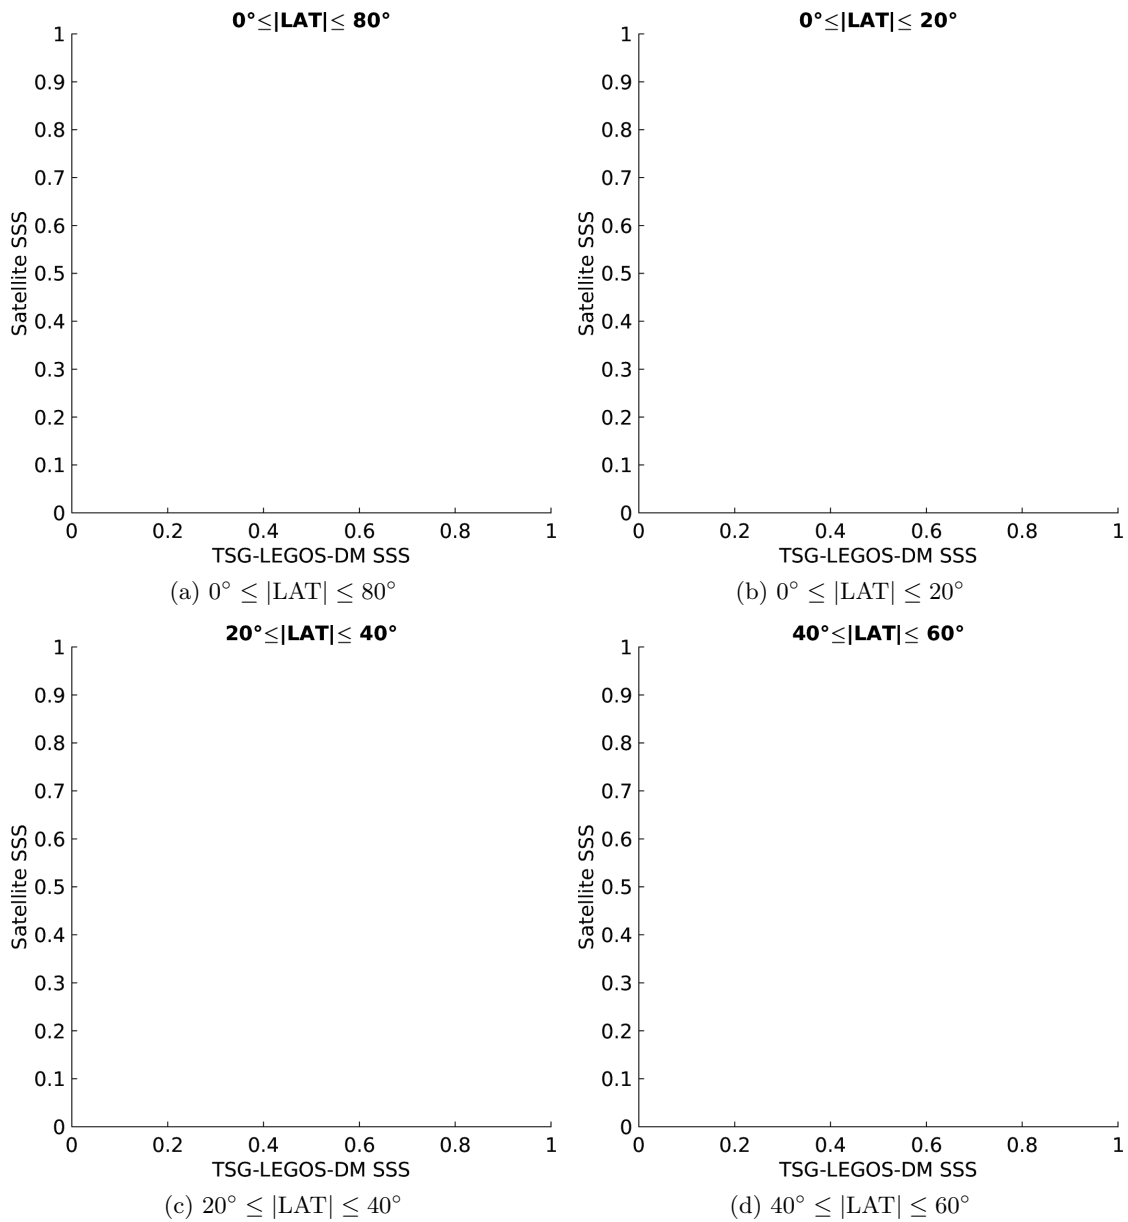 0°≤|LAT|≤ 80°
1
0.9
0.8
0.7
0.6
0.5
0.4
0.3
0.2
0.1
0
Satellite SSS
0 0.2 0.4 0.6 0.8 1
TSG-LEGOS-DM SSS
(a) 0° ≤ |LAT| ≤ 80°
0°≤|LAT|≤ 20°
1
0.9
0.8
0.7
0.6
0.5
0.4
0.3
0.2
0.1
0
Satellite SSS
0 0.2 0.4 0.6 0.8 1
TSG-LEGOS-DM SSS
(b) 0° ≤ |LAT| ≤ 20°
20°≤|LAT|≤ 40°
1
0.9
0.8
0.7
0.6
0.5
0.4
0.3
0.2
0.1
0
Satellite SSS
0 0.2 0.4 0.6 0.8 1
TSG-LEGOS-DM SSS
(c) 20° ≤ |LAT| ≤ 40°
40°≤|LAT|≤ 60°
1
0.9
0.8
0.7
0.6
0.5
0.4
0.3
0.2
0.1
0
Satellite SSS
0 0.2 0.4 0.6 0.8 1
TSG-LEGOS-DM SSS
(d) 40° ≤ |LAT| ≤ 60°